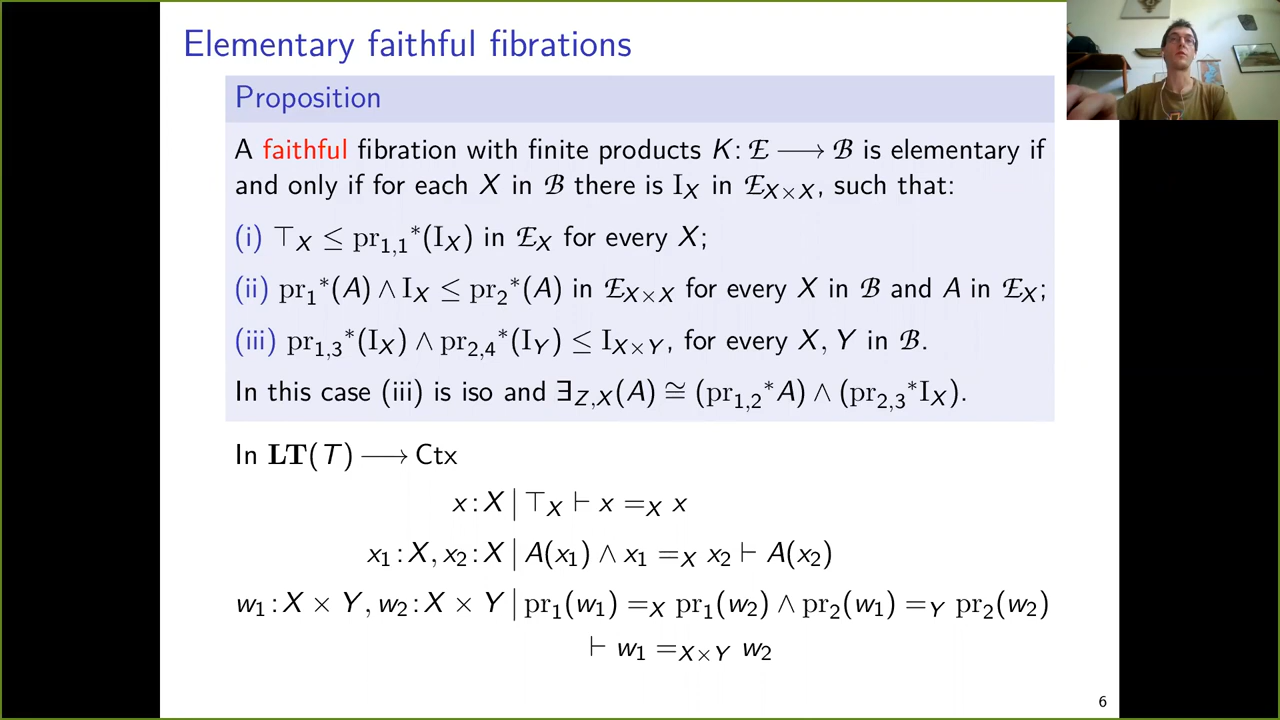 Elementary faithful fibrations
Proposition
A faithful fibration with finite products K: ℰ ⟶ ℬ is elementary if
and only if for each X in ℬ there is I_X in ℰ_{X×X}, such that:
(i) ⊤_X ≤ pr_{1,1}*(I_X) in ℰ_X for every X;
(ii) pr_1*(A) ∧ I_X ≤ pr_2*(A) in ℰ_{X×X} for every X in ℬ and A in ℰ_X;
(iii) pr_{1,3}*(I_X) ∧ pr_{2,4}*(I_Y) ≤ I_{X×Y}, for every X, Y in ℬ.
In this case (iii) is iso and ∃_{Z,X}(A) ≅ (pr_{1,2}*A) ∧ (pr_{2,3}*I_X).
In LT(T) ⟶ Ctx
x : X | ⊤_X ⊢ x =_X x
x_1 : X, x_2 : X | A(x_1) ∧ x_1 =_X x_2 ⊢ A(x_2)
w_1 : X × Y, w_2 : X × Y | pr_1(w_1) =_X pr_1(w_2) ∧ pr_2(w_1) =_Y pr_2(w_2)
⊢ w_1 =_{X×Y} w_2
6